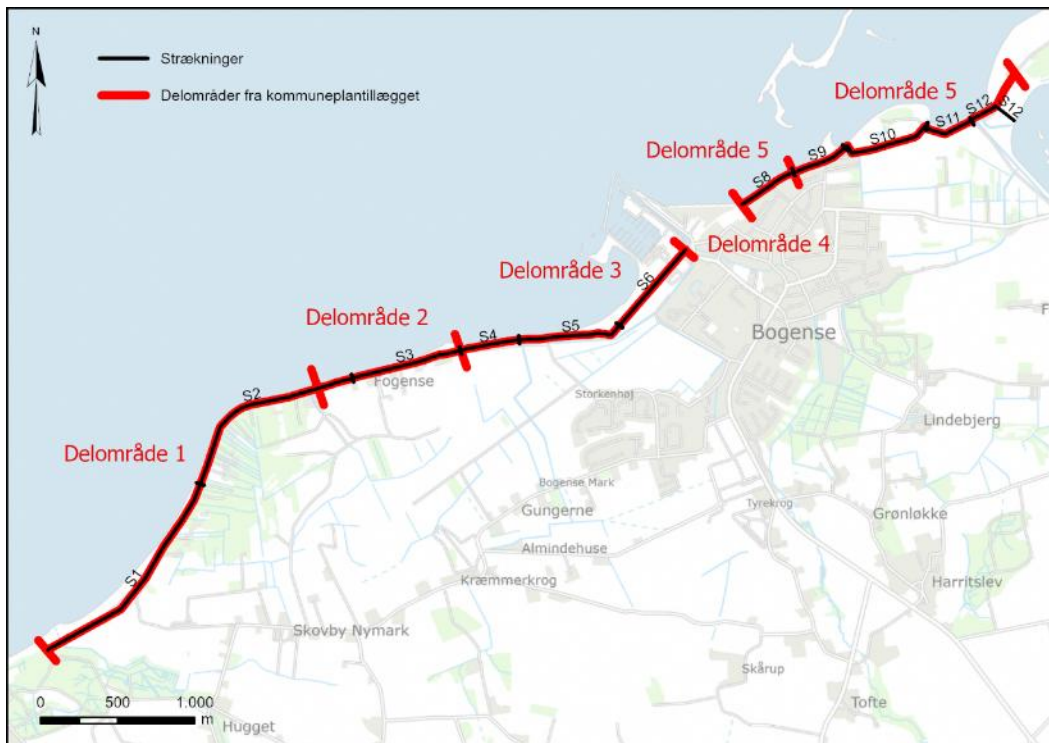 N
Strækninger
Delområder fra kommuneplantillægget
Delområde 5
S12
S12
S11
S10
Delområde 5
S9
S8
Delområde 4
Delområde 3
S6
Bogense
Delområde 2
S5
S4
S3
Fogense
S2
Storkenhøj
Lindebjerg
Delområde 1
Bogense Mark
Gungerne
Tyrekrog
Grønløkke
Almindehuse
S1
Kræmmerkrog
Harritslev
Skovby Nymark
Skårup
0 500 1.000
m
Tofte
Hugget
F